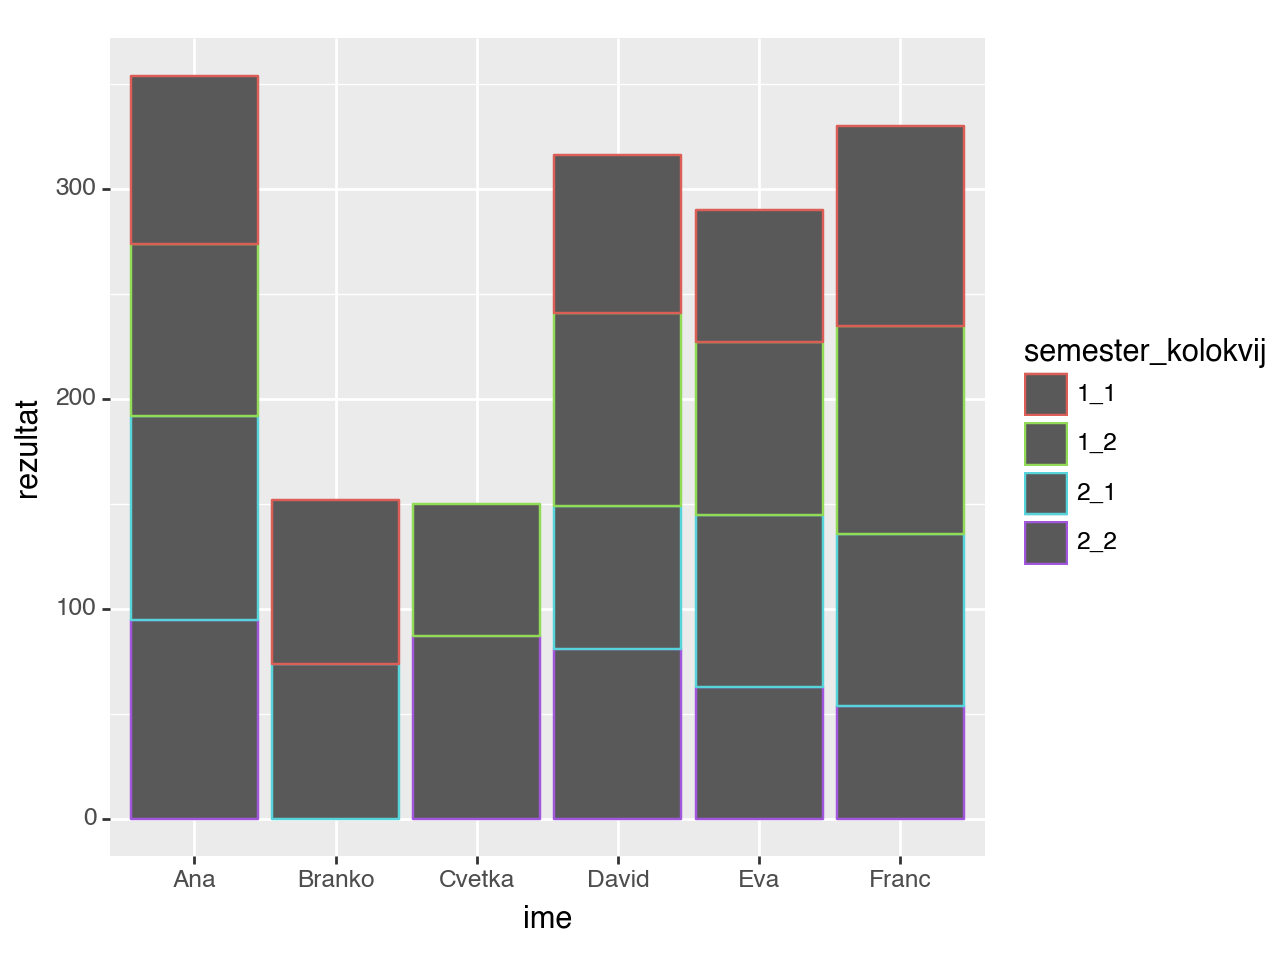 300
200
100
0
rezultat
Ana Branko Cvetka David Eva Franc
ime
semester_kolokvij
1_1
1_2
2_1
2_2